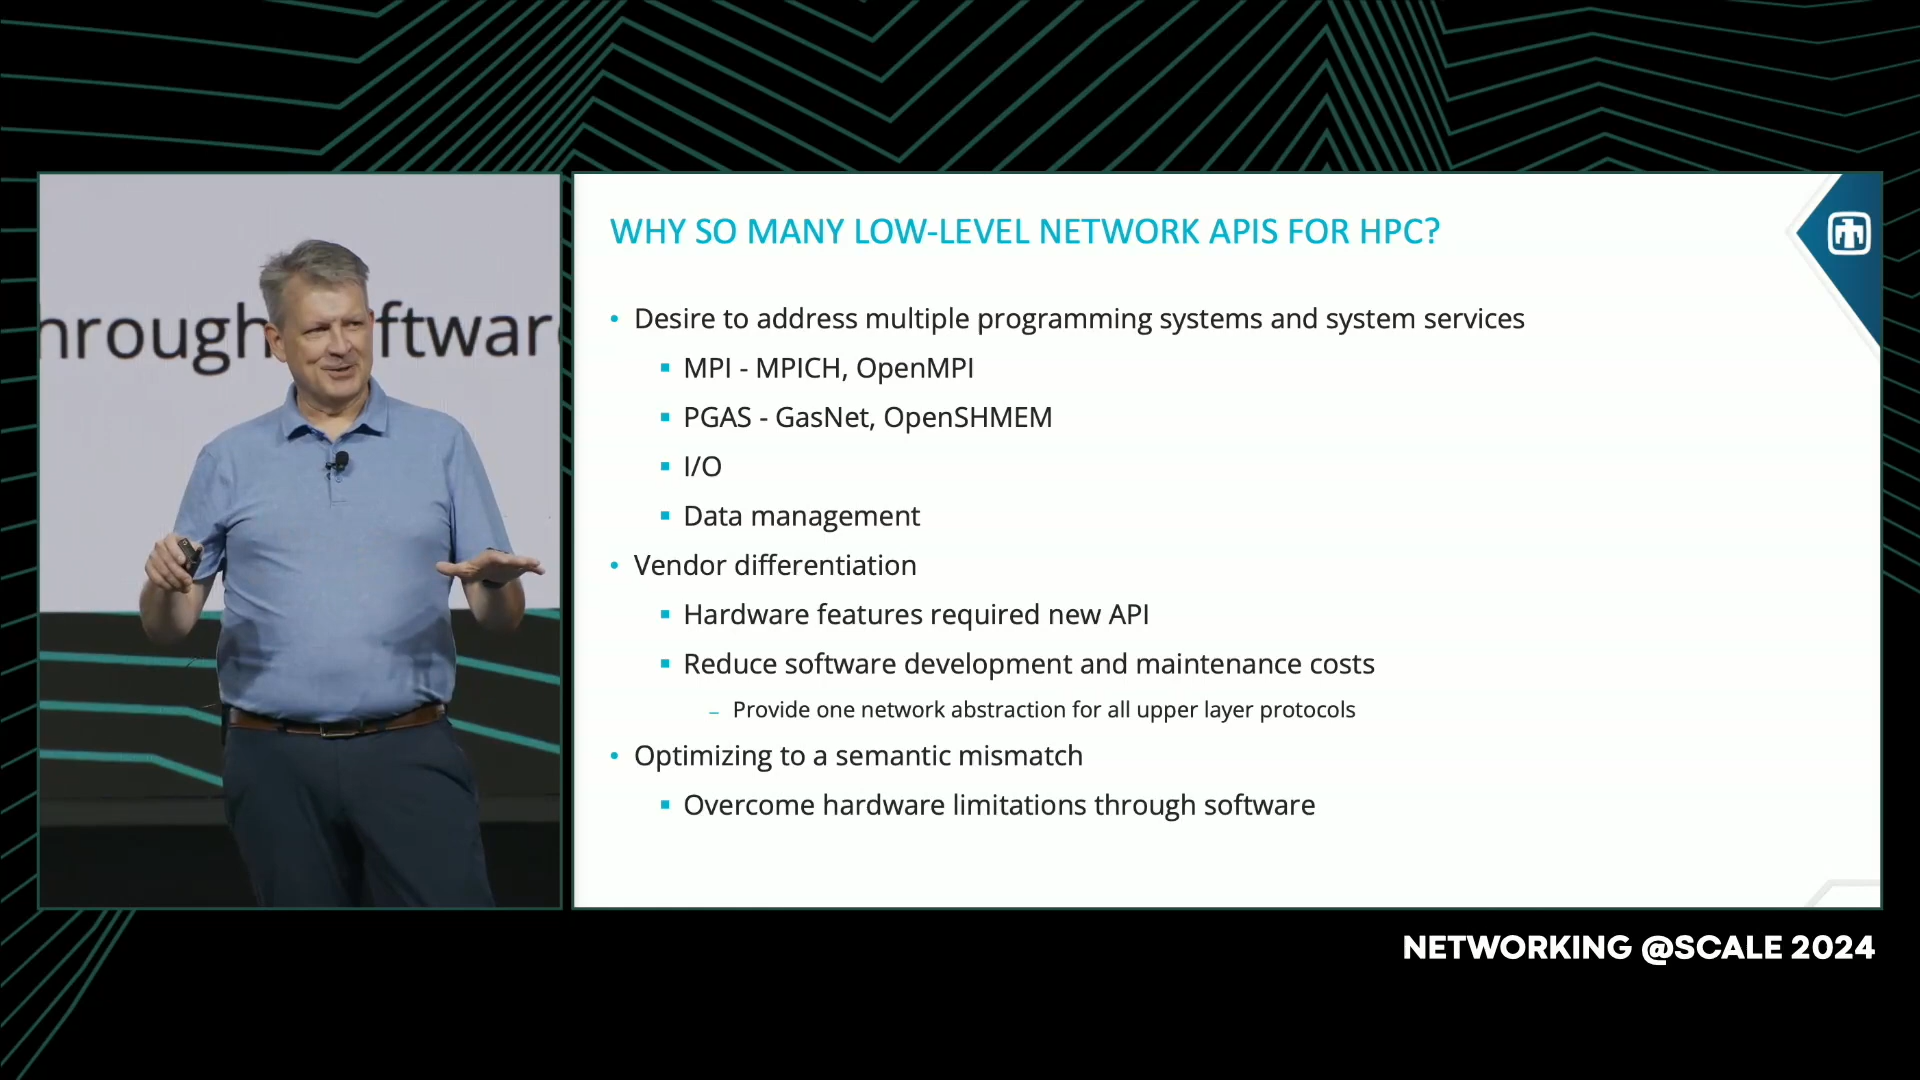 WHY SO MANY LOW-LEVEL NETWORK APIS FOR HPC?
• Desire to address multiple programming systems and system services
▪ MPI - MPICH, OpenMPI
▪ PGAS - GasNet, OpenSHMEM
▪ I/O
▪ Data management
• Vendor differentiation
▪ Hardware features required new API
▪ Reduce software development and maintenance costs
– Provide one network abstraction for all upper layer protocols
• Optimizing to a semantic mismatch
▪ Overcome hardware limitations through software
hrough ftwar
NETWORKING @SCALE 2024